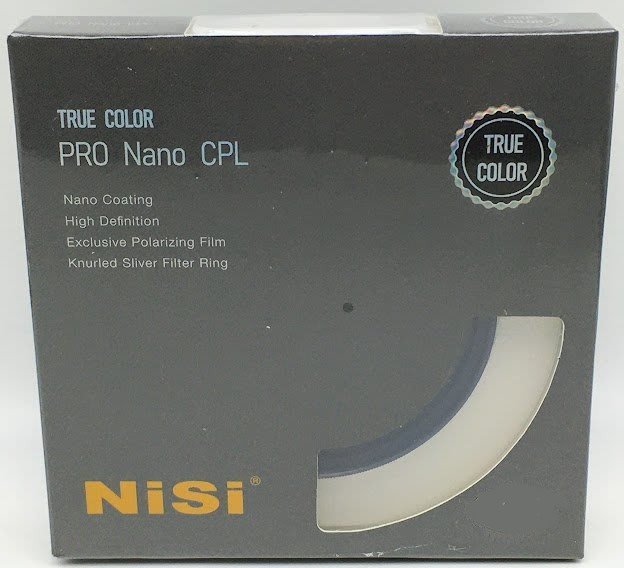 TRUE COLOR
PRO Nano CPL
Nano Coating
High Definition
Exclusive Polarizing Film
Knurled Sliver Filter Ring
TRUE
COLOR
NiSi®